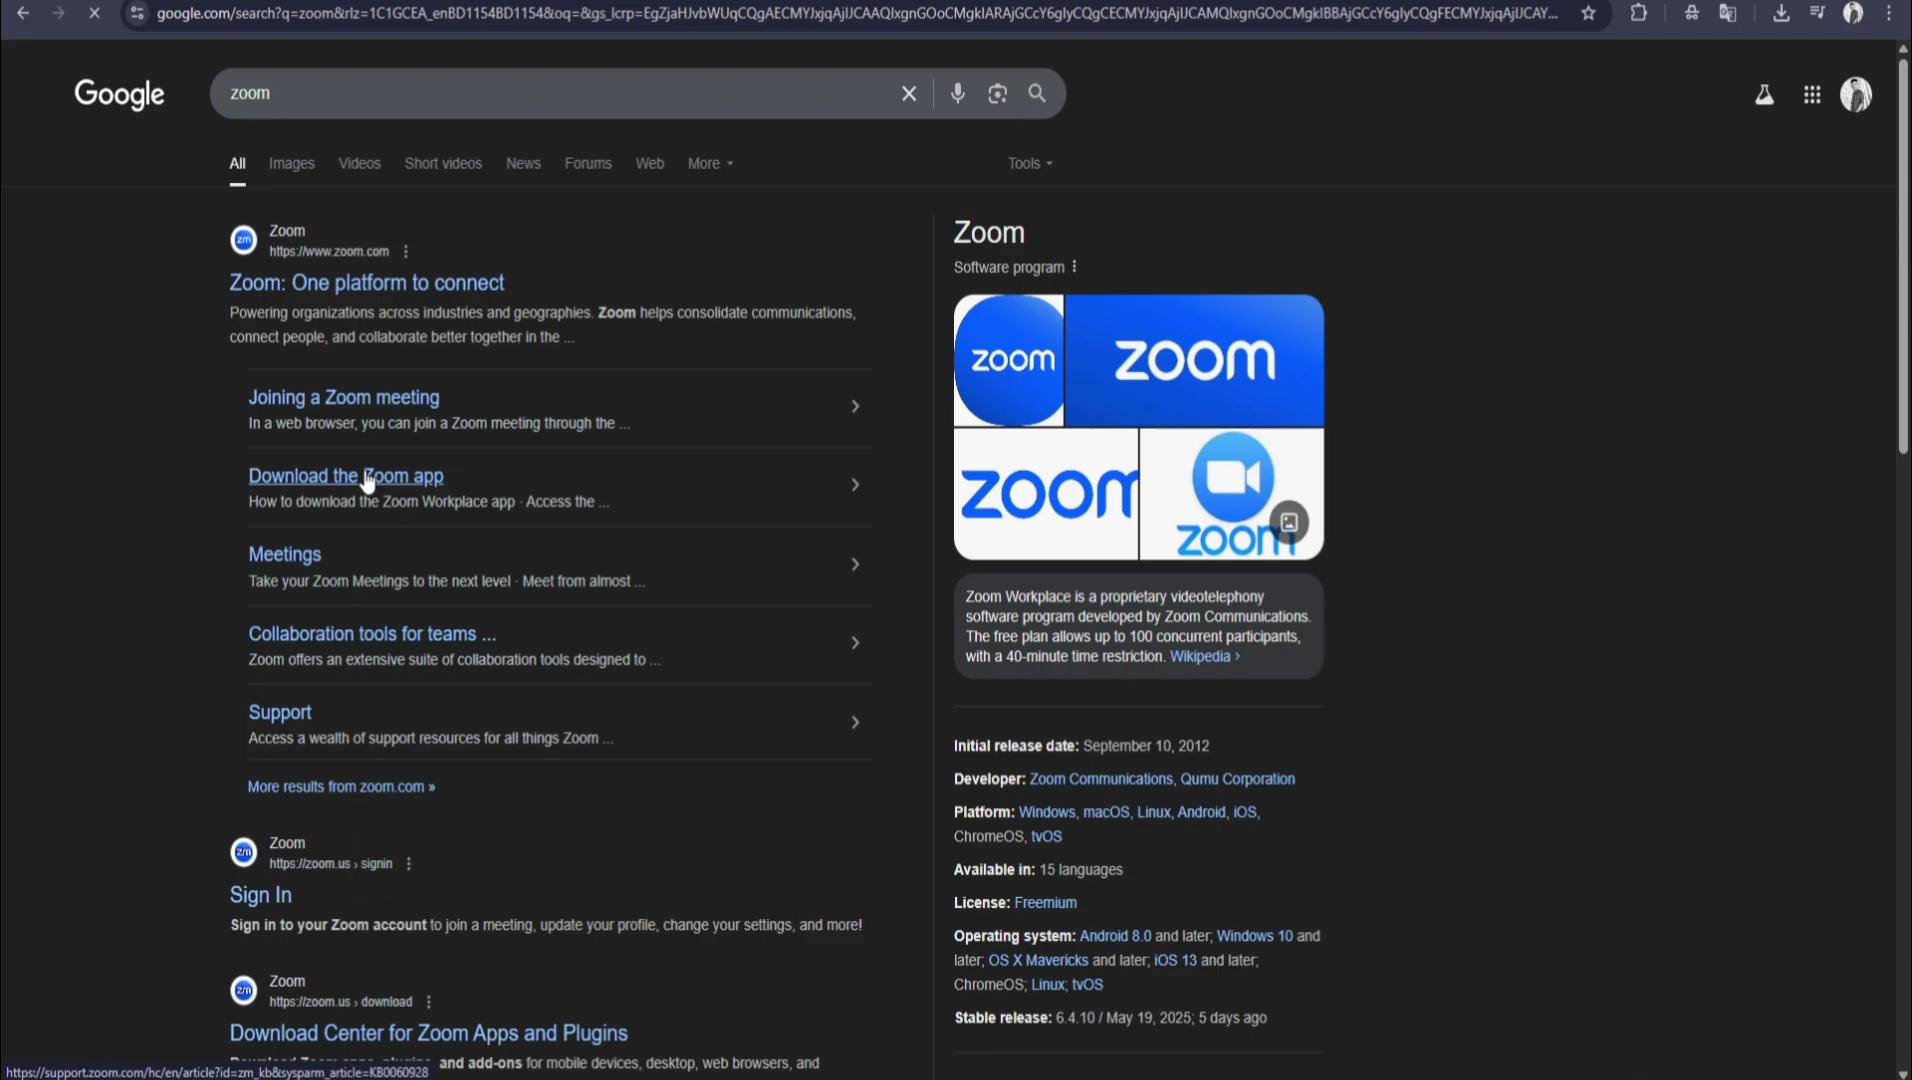 google.com/search?q=zoom&rlz=1C1GCEA_enBD1154BD1154&oq=&gs_lcrp=
Google
zoom
All
Images
Videos
Short videos
News
Forums
Web
More
Tools
zm
Zoom
https://www.zoom.com
Zoom: One platform to connect
Powering organizations across industries and geographies. Zoom helps consolidate communications,
connect people, and collaborate better together in the ...
Joining a Zoom meeting
In a web browser, you can join a Zoom meeting through the ...
Download the Zoom app
How to download the Zoom Workplace app · Access the ...
Meetings
Take your Zoom Meetings to the next level · Meet from almost ...
Collaboration tools for teams ...
Zoom offers an extensive suite of collaboration tools designed to ...
Support
Access a wealth of support resources for all things Zoom ...
More results from zoom.com »
zm
Zoom
https://zoom.us › signin
Sign In
Sign in to your Zoom account to join a meeting, update your profile, change your settings, and more!
zm
Zoom
https://zoom.us › download
Download Center for Zoom Apps and Plugins
and add-ons for mobile devices, desktop, web browsers, and
https://support.zoom.com/hc/en/article?id=zm_kb&sysparm_article=KB0060928
Zoom
Software program
zoom
zoom
zoom
zoom
Zoom Workplace is a proprietary videotelephony
software program developed by Zoom Communications.
The free plan allows up to 100 concurrent participants,
with a 40-minute time restriction. Wikipedia ›
Initial release date: September 10, 2012
Developer: Zoom Communications, Qumu Corporation
Platform: Windows, macOS, Linux, Android, iOS,
ChromeOS, tvOS
Available in: 15 languages
License: Freemium
Operating system: Android 8.0 and later; Windows 10 and
later; OS X Mavericks and later; iOS 13 and later;
ChromeOS; Linux; tvOS
Stable release: 6.4.10 / May 19, 2025; 5 days ago